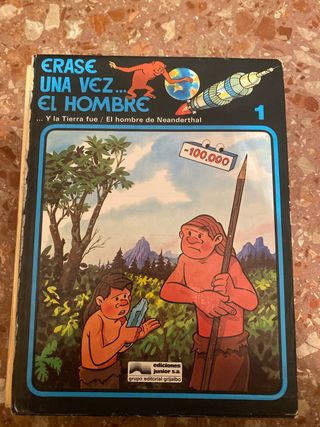 ERASE
UNA VEZ...
EL HOMBRE
... Y la Tierra fue / El hombre de Neanderthal
1
-100.000
ediciones
junior s.a.
grupo editorial grijalbo